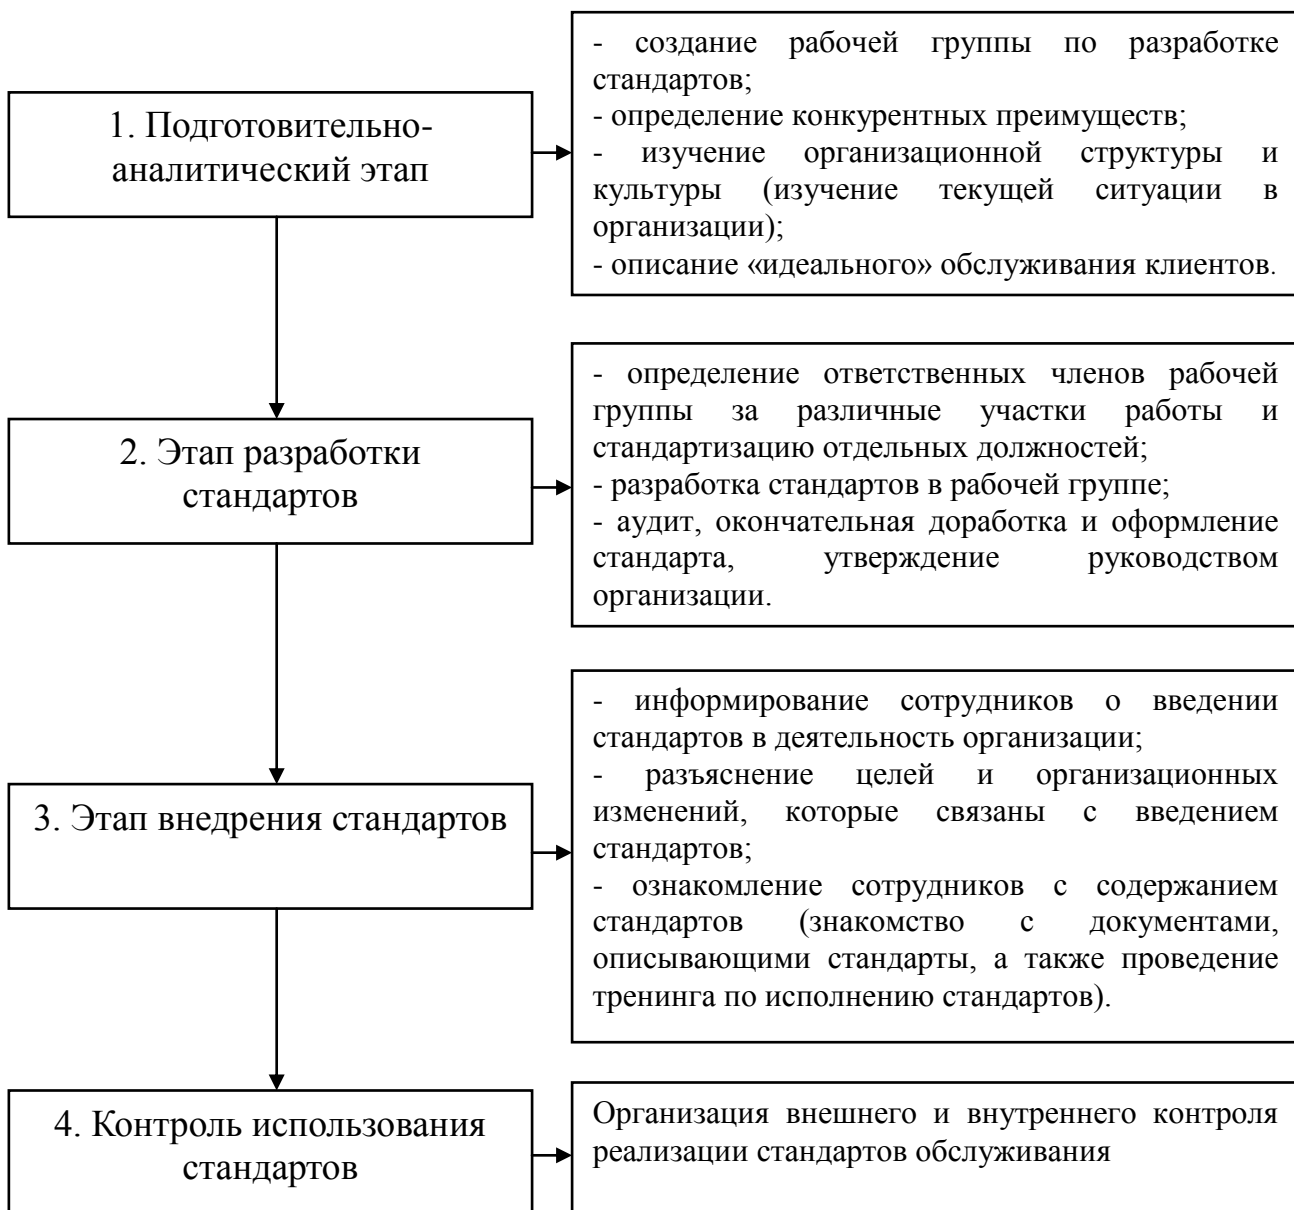 1. Подготовительно-
аналитический этап
- создание рабочей группы по разработке
стандартов;
- определение конкурентных преимуществ;
- изучение организационной структуры и
культуры (изучение текущей ситуации в
организации);
- описание «идеального» обслуживания клиентов.
2. Этап разработки
стандартов
- определение ответственных членов рабочей
группы за различные участки работы и
стандартизацию отдельных должностей;
- разработка стандартов в рабочей группе;
- аудит, окончательная доработка и оформление
стандарта, утверждение руководством
организации.
3. Этап внедрения стандартов
- информирование сотрудников о введении
стандартов в деятельность организации;
- разъяснение целей и организационных
изменений, которые связаны с введением
стандартов;
- ознакомление сотрудников с содержанием
стандартов (знакомство с документами,
описывающими стандарты, а также проведение
тренинга по исполнению стандартов).
4. Контроль использования
стандартов
Организация внешнего и внутреннего контроля
реализации стандартов обслуживания